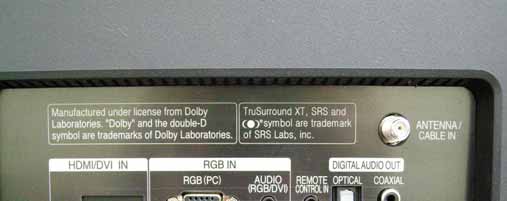 Manufactured under license from Dolby
Laboratories. "Dolby" and the double-D
symbol are trademarks of Dolby Laboratories.
TruSurround XT, SRS and
(●)® symbol are trademark
of SRS Labs, inc.
ANTENNA /
CABLE IN
HDMI/DVI IN
RGB IN
DIGITAL AUDIO OUT
RGB (PC)
AUDIO
(RGB/DVI)
REMOTE
CONTROL IN
OPTICAL
COAXIAL